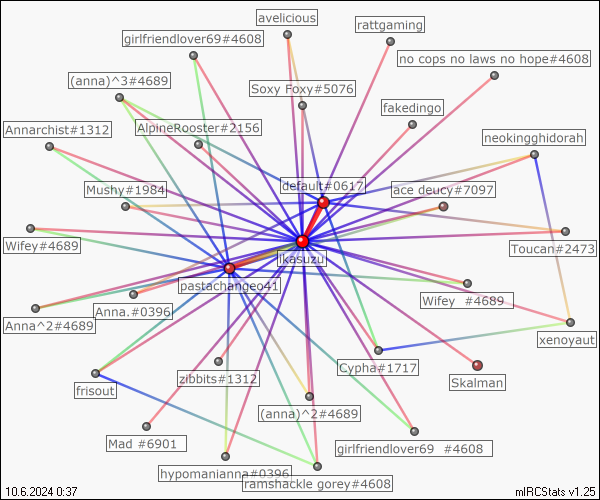 avelicious
rattgaming
girlfriendlover69#4608
no cops no laws no hope#4608
(anna)^3#4689
Soxy Foxy#5076
fakedingo
Annarchist#1312
AlpineRooster#2156
neokingghidorah
Mushy#1984
default#0617
ace deucy#7097
Wifey#4689
Ikasuzu
Toucan#2473
pastachangeo41
Anna.#0396
Wifey  #4689
Anna^2#4689
xenoyaut
zibbits#1312
Cypha#1717
frisout
Skalman
(anna)^2#4689
Mad #6901
girlfriendlover69  #4608
hypomanianna#0396
ramshackle gorey#4608
10.6.2024 0:37
mIRCStats v1.25